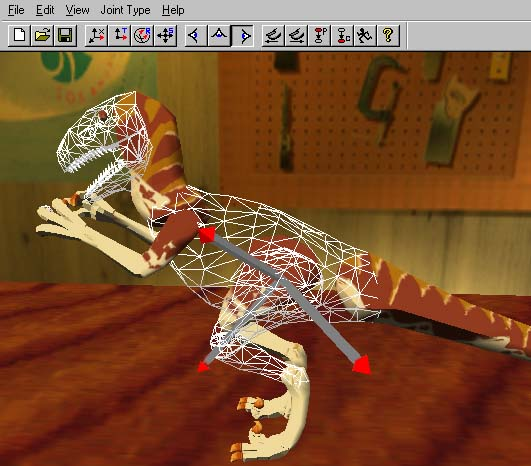 File Edit View Joint Type Help
X T R S
P
?